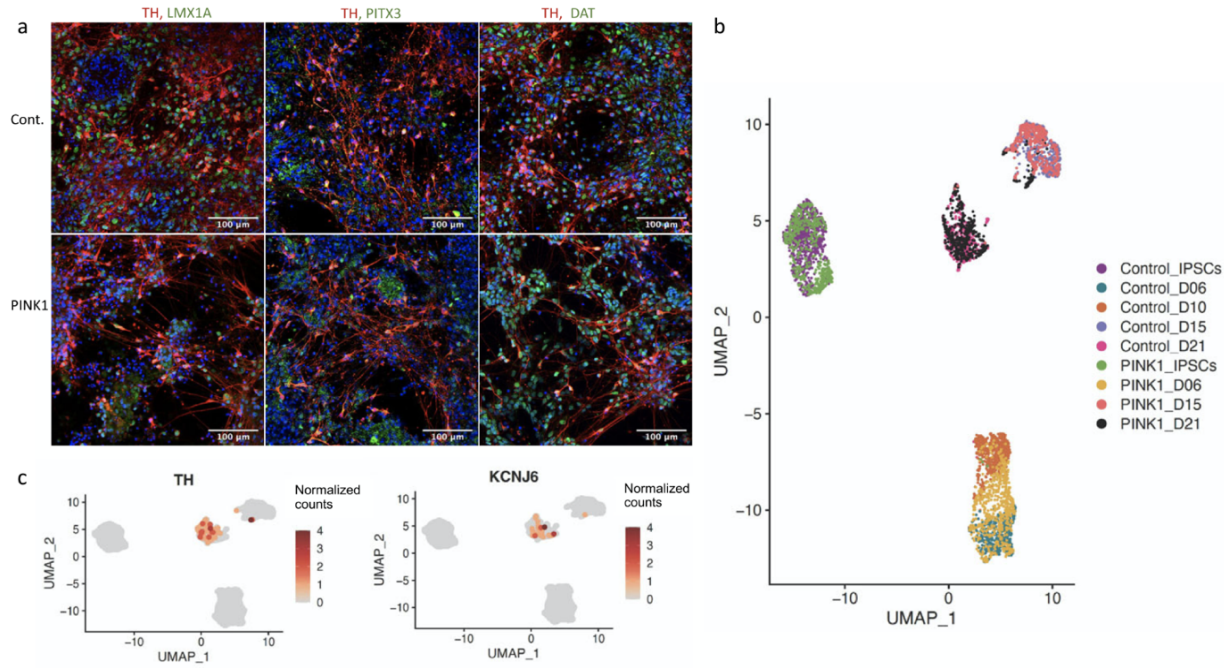 a
TH, LMX1A
TH, PITX3
TH, DAT
Cont.
100 µm
100 µm
100 µm
PINK1
100 µm
100 µm
100 µm
b
UMAP_2
10
5
0
−5
−10
−10
0
10
UMAP_1
Control_IPSCs
Control_D06
Control_D10
Control_D15
Control_D21
PINK1_IPSCs
PINK1_D06
PINK1_D15
PINK1_D21
c
TH
UMAP_2
10
5
0
−5
−10
−10
0
10
UMAP_1
Normalized
counts
4
3
2
1
0
KCNJ6
UMAP_2
10
5
0
−5
−10
−10
0
10
UMAP_1
Normalized
counts
4
3
2
1
0